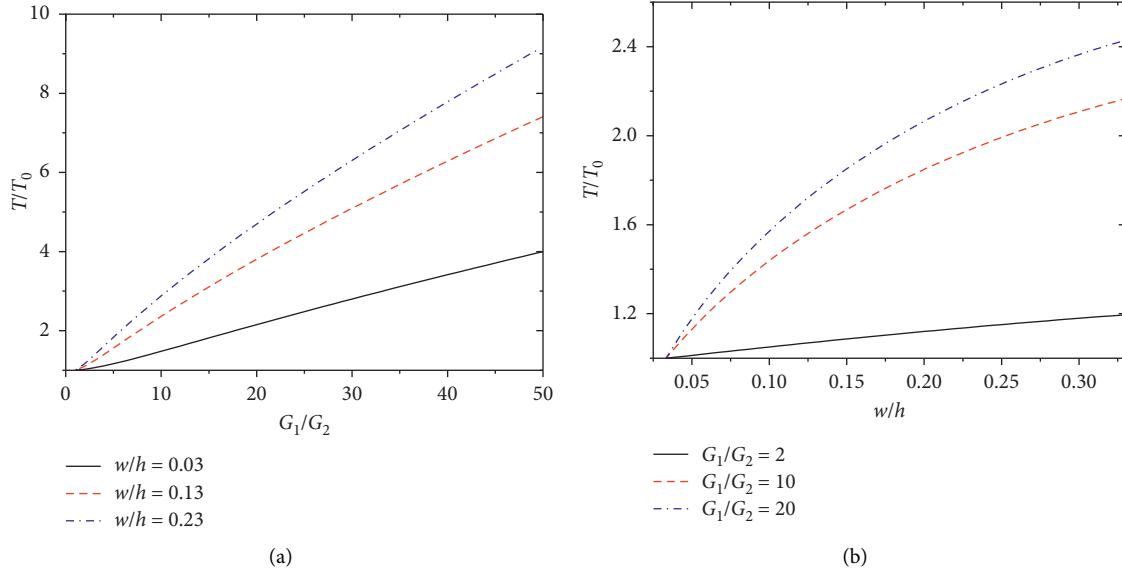 10
8
6
4
2
T/T0
0
10
20
30
40
50
G1/G2
w/h = 0.03
w/h = 0.13
w/h = 0.23
(a)
2.4
2.0
1.6
1.2
T/T0
0.05
0.10
0.15
0.20
0.25
0.30
w/h
G1/G2 = 2
G1/G2 = 10
G1/G2 = 20
(b)